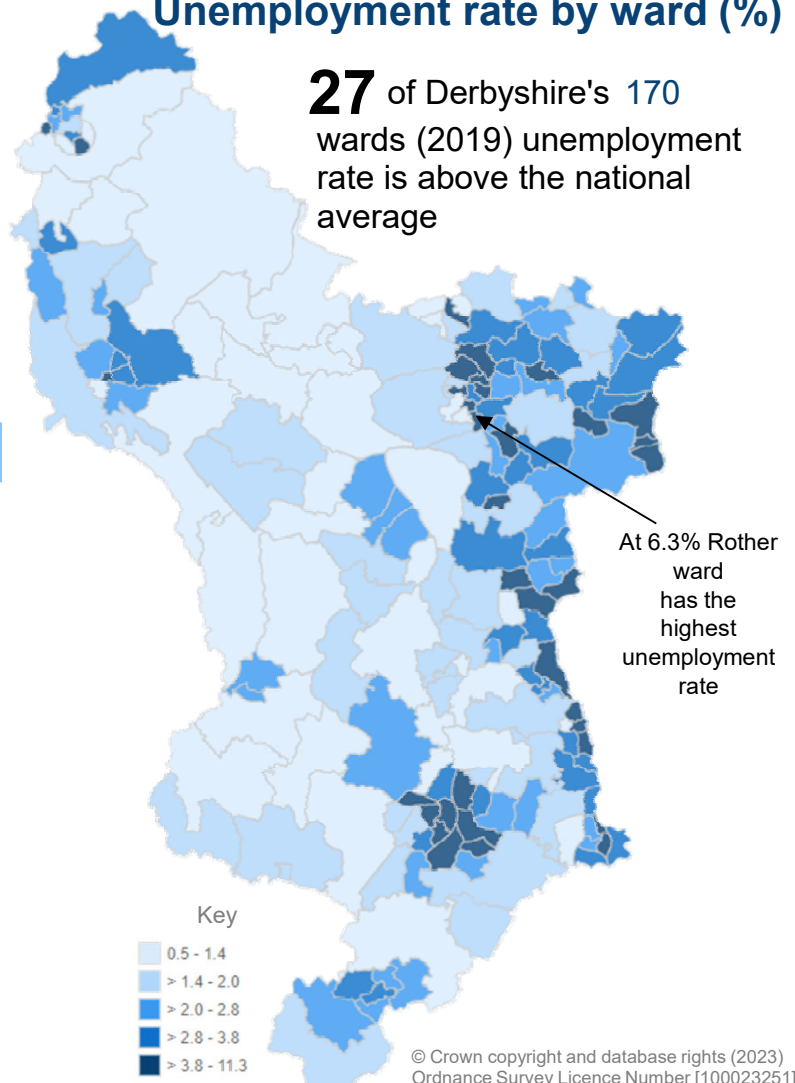 Unemployment rate by ward (%)
27 of Derbyshire's 170
wards (2019) unemployment
rate is above the national
average
At 6.3% Rother
ward
has the
highest
unemployment
rate
Key
0.5 - 1.4
> 1.4 - 2.0
> 2.0 - 2.8
> 2.8 - 3.8
> 3.8 - 11.3
© Crown copyright and database rights (2023)
Ordnance Survey Licence Number [100023251]